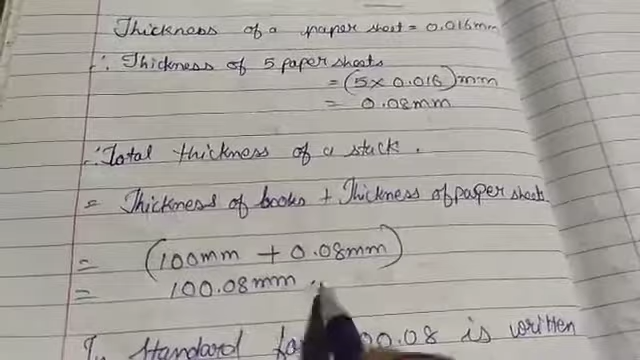 Thickness of a paper sheet = 0.016mm
∴ Thickness of 5 paper sheets
= (5 × 0.016) mm
= 0.08mm
∴ Total thickness of a stack.
= Thickness of books + Thickness of paper sheets.
= (100mm + 0.08mm)
= 100.08mm
In standard 00.08 is written